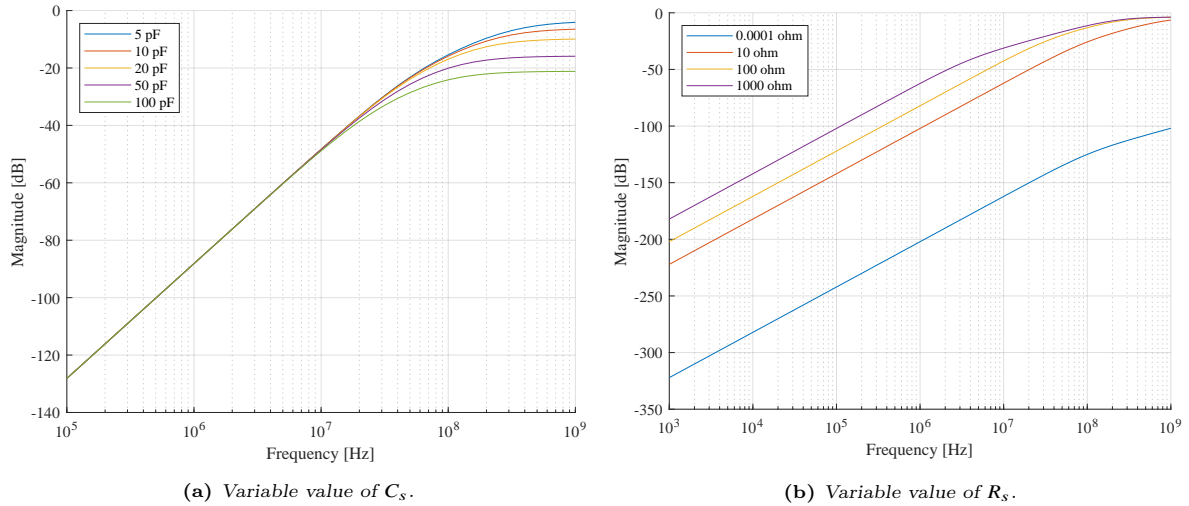 0
-20
-40
-60
-80
-100
-120
-140
Magnitude [dB]
5 pF
10 pF
20 pF
50 pF
100 pF
10^5
10^6
10^7
10^8
10^9
Frequency [Hz]
(a) Variable value of C_s.
0
-50
-100
-150
-200
-250
-300
-350
Magnitude [dB]
0.0001 ohm
10 ohm
100 ohm
1000 ohm
10^3
10^4
10^5
10^6
10^7
10^8
10^9
Frequency [Hz]
(b) Variable value of R_s.